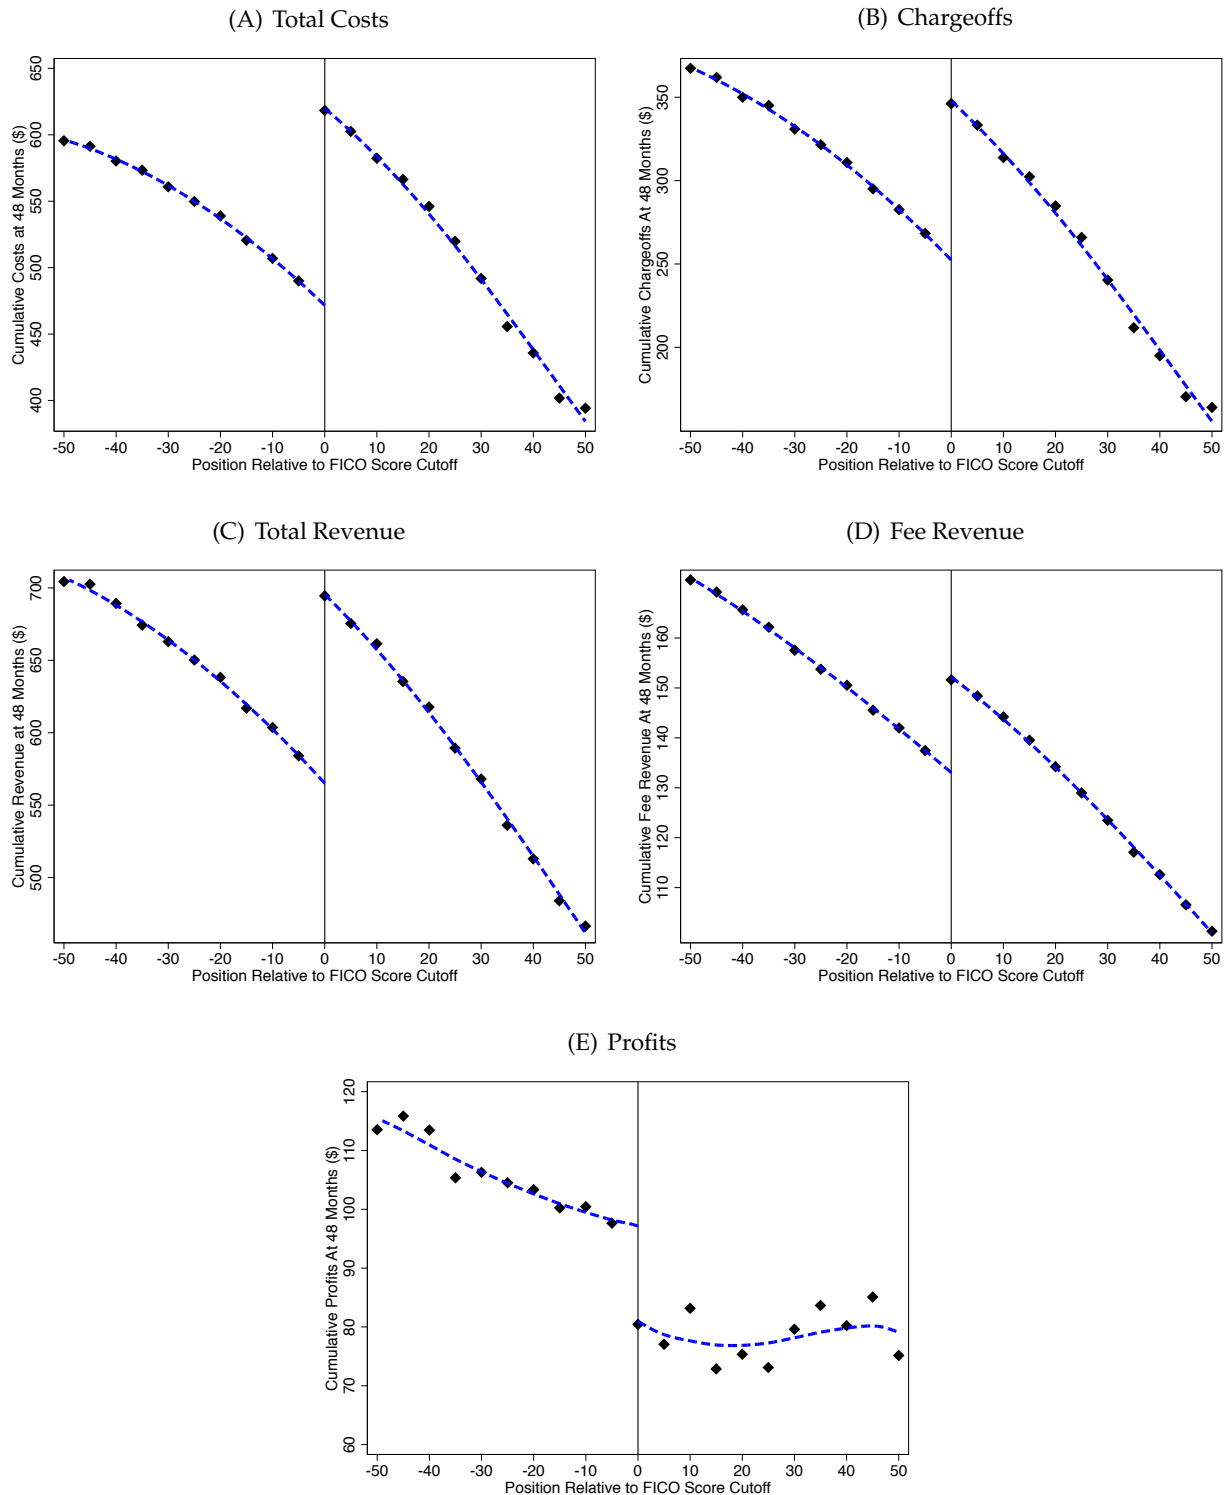 (A) Total Costs
Cumulative Costs at 48 Months ($)
650
600
550
500
450
400
-50 -40 -30 -20 -10 0 10 20 30 40 50
Position Relative to FICO Score Cutoff
(B) Chargeoffs
Cumulative Chargeoffs At 48 Months ($)
350
300
250
200
-50 -40 -30 -20 -10 0 10 20 30 40 50
Position Relative to FICO Score Cutoff
(C) Total Revenue
Cumulative Revenue at 48 Months ($)
700
650
600
550
500
-50 -40 -30 -20 -10 0 10 20 30 40 50
Position Relative to FICO Score Cutoff
(D) Fee Revenue
Cumulative Fee Revenue At 48 Months ($)
160
150
140
130
120
110
-50 -40 -30 -20 -10 0 10 20 30 40 50
Position Relative to FICO Score Cutoff
(E) Profits
Cumulative Profits At 48 Months ($)
120
110
100
90
80
70
60
-50 -40 -30 -20 -10 0 10 20 30 40 50
Position Relative to FICO Score Cutoff